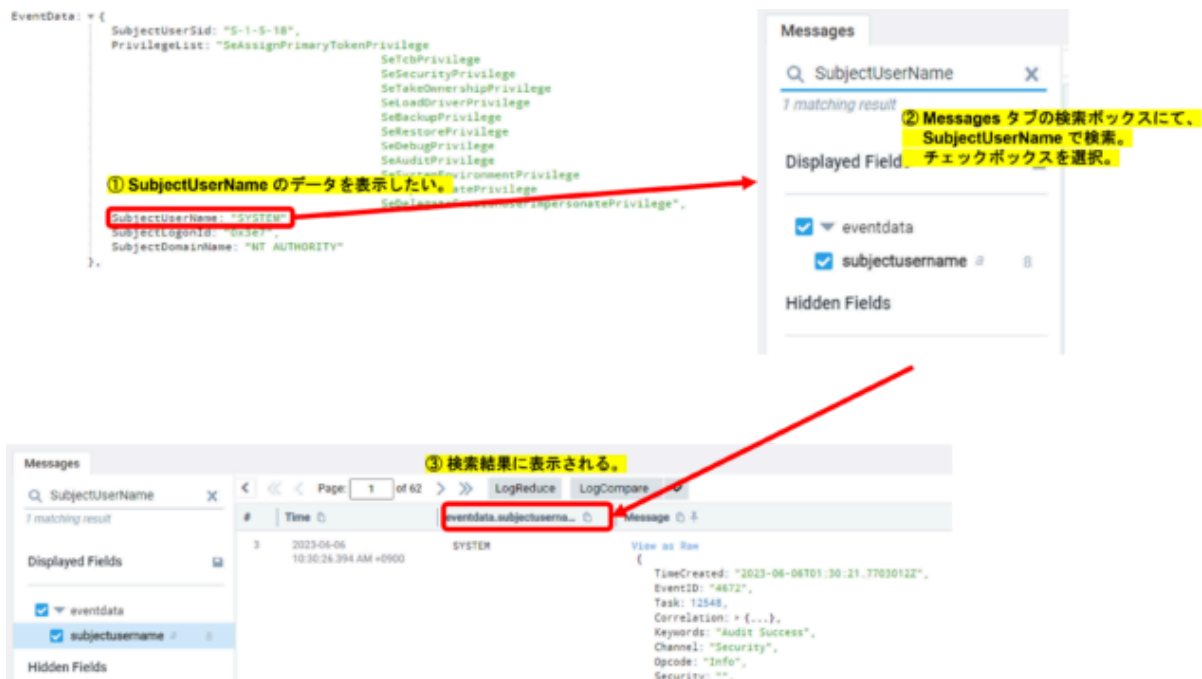 EventData: {
SubjectUserSid: "S-1-5-18",
PrivilegeList: "SeAssignPrimaryTokenPrivilege
SeTcbPrivilege
SeSecurityPrivilege
SeTakeOwnershipPrivilege
SeLoadDriverPrivilege
SeBackupPrivilege
SeRestorePrivilege
SeDebugPrivilege
SeAuditPrivilege
SeSystemEnvironmentPrivilege
① SubjectUserName のデータを表示したい。
atePrivilege
SubjectUserName: "SYSTEM"
SubjectLogonId: "0x3e7",
SubjectDomainName: "NT AUTHORITY"
},
Messages
SubjectUserName
1 matching result
② Messages タブの検索ボックスにて、
SubjectUserName で検索。
チェックボックスを選択。
Displayed Field
eventdata
subjectusername a 8
Hidden Fields
③ 検索結果に表示される。
Messages
SubjectUserName
1 matching result
Displayed Fields
eventdata
subjectusername
Hidden Fields
Page: 1 of 62 LogReduce LogCompare
# Time eventdata.subjectuserna... Message
3 2023-06-06 10:30:26.394 AM +0900 SYSTEM
View as Raw
{
TimeCreated: "2023-06-06T01:30:21.7703012Z",
EventID: "4672",
Task: 12548,
Correlation: {...},
Keywords: "Audit Success",
Channel: "Security",
Opcode: "Info",
Security: "",